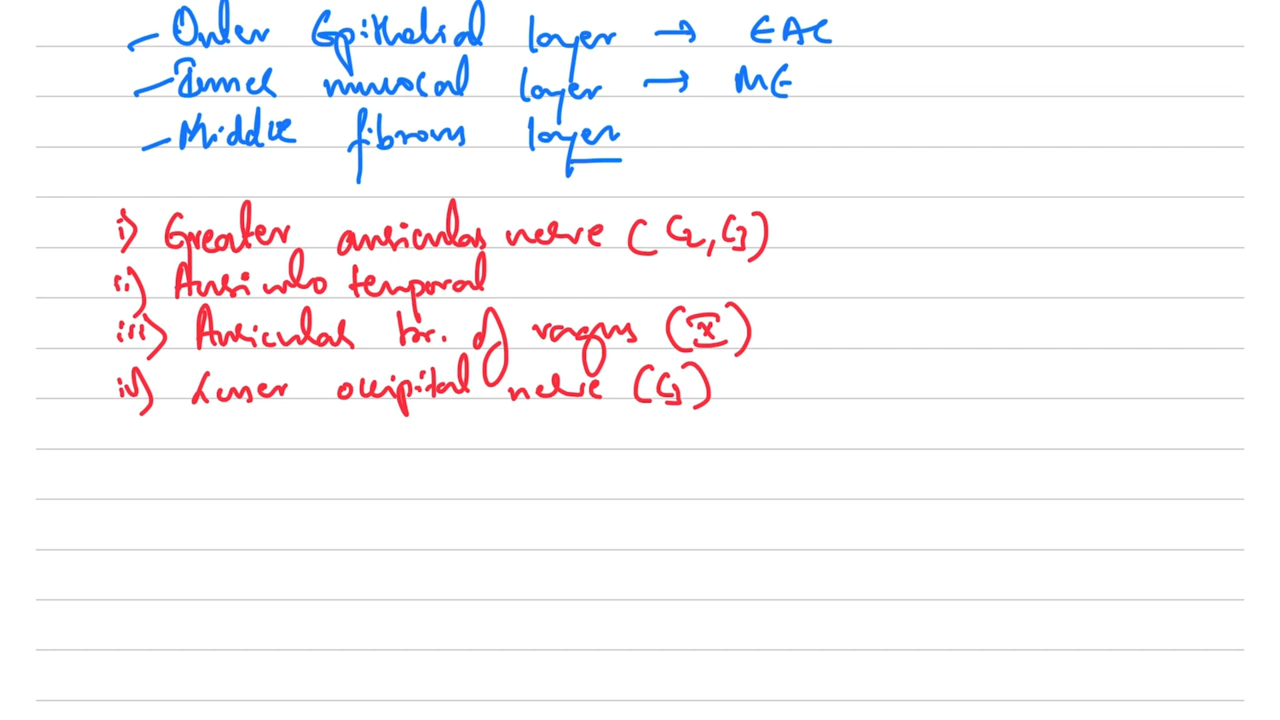 - Outer Epithelial layer → EAC
- Inner mucosal layer → ME
- Middle fibrous layer
i) Greater auricular nerve (C2, C3)
ii) Auriculo temporal
iii) Auricular br. of vagus (X)
iv) Lesser occipital nerve (C3)